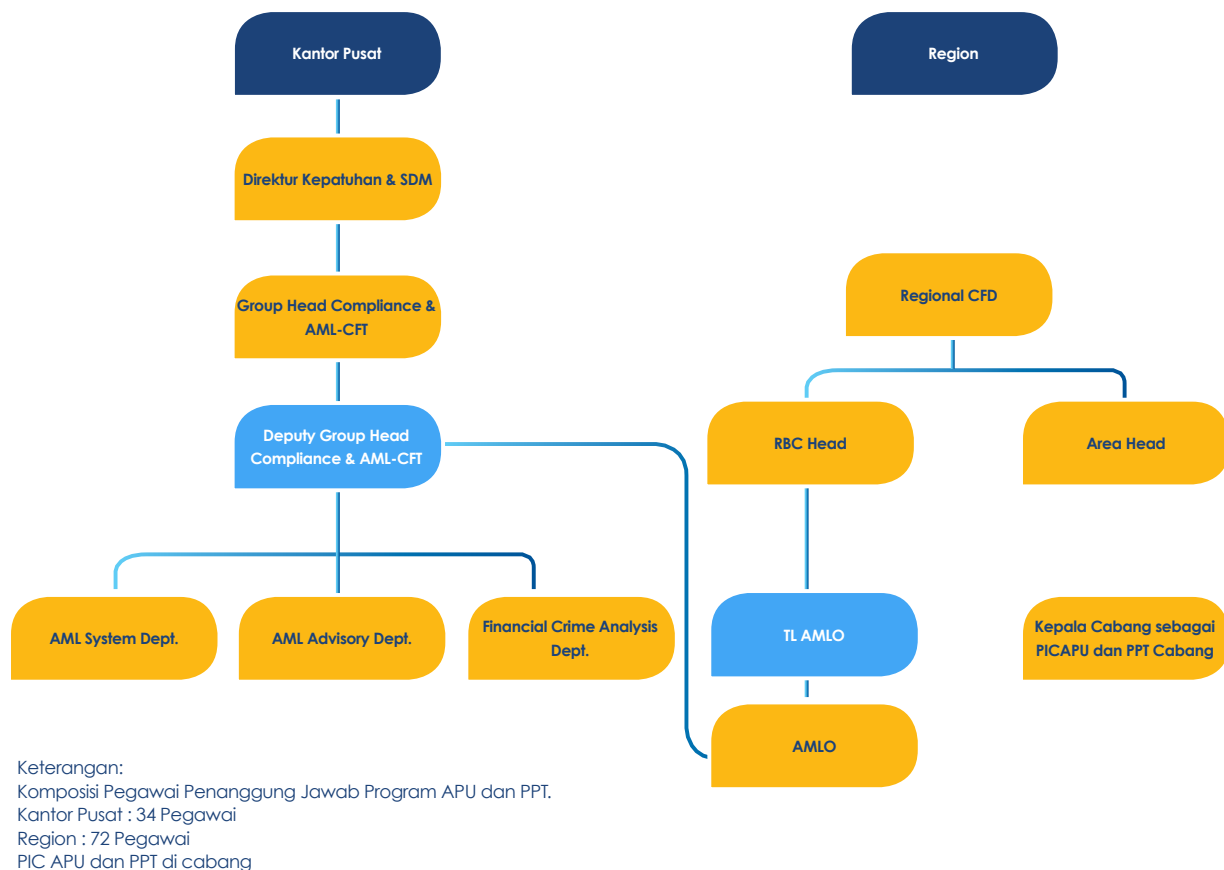 Kantor Pusat
Region
Direktur Kepatuhan & SDM
Group Head Compliance &
AML-CFT
Regional CFD
Deputy Group Head
Compliance & AML-CFT
RBC Head
Area Head
AML System Dept.
AML Advisory Dept.
Financial Crime Analysis
Dept.
TL AMLO
Kepala Cabang sebagai
PICAPU dan PPT Cabang
AMLO
Keterangan:
Komposisi Pegawai Penanggung Jawab Program APU dan PPT.
Kantor Pusat : 34 Pegawai
Region : 72 Pegawai
PIC APU dan PPT di cabang